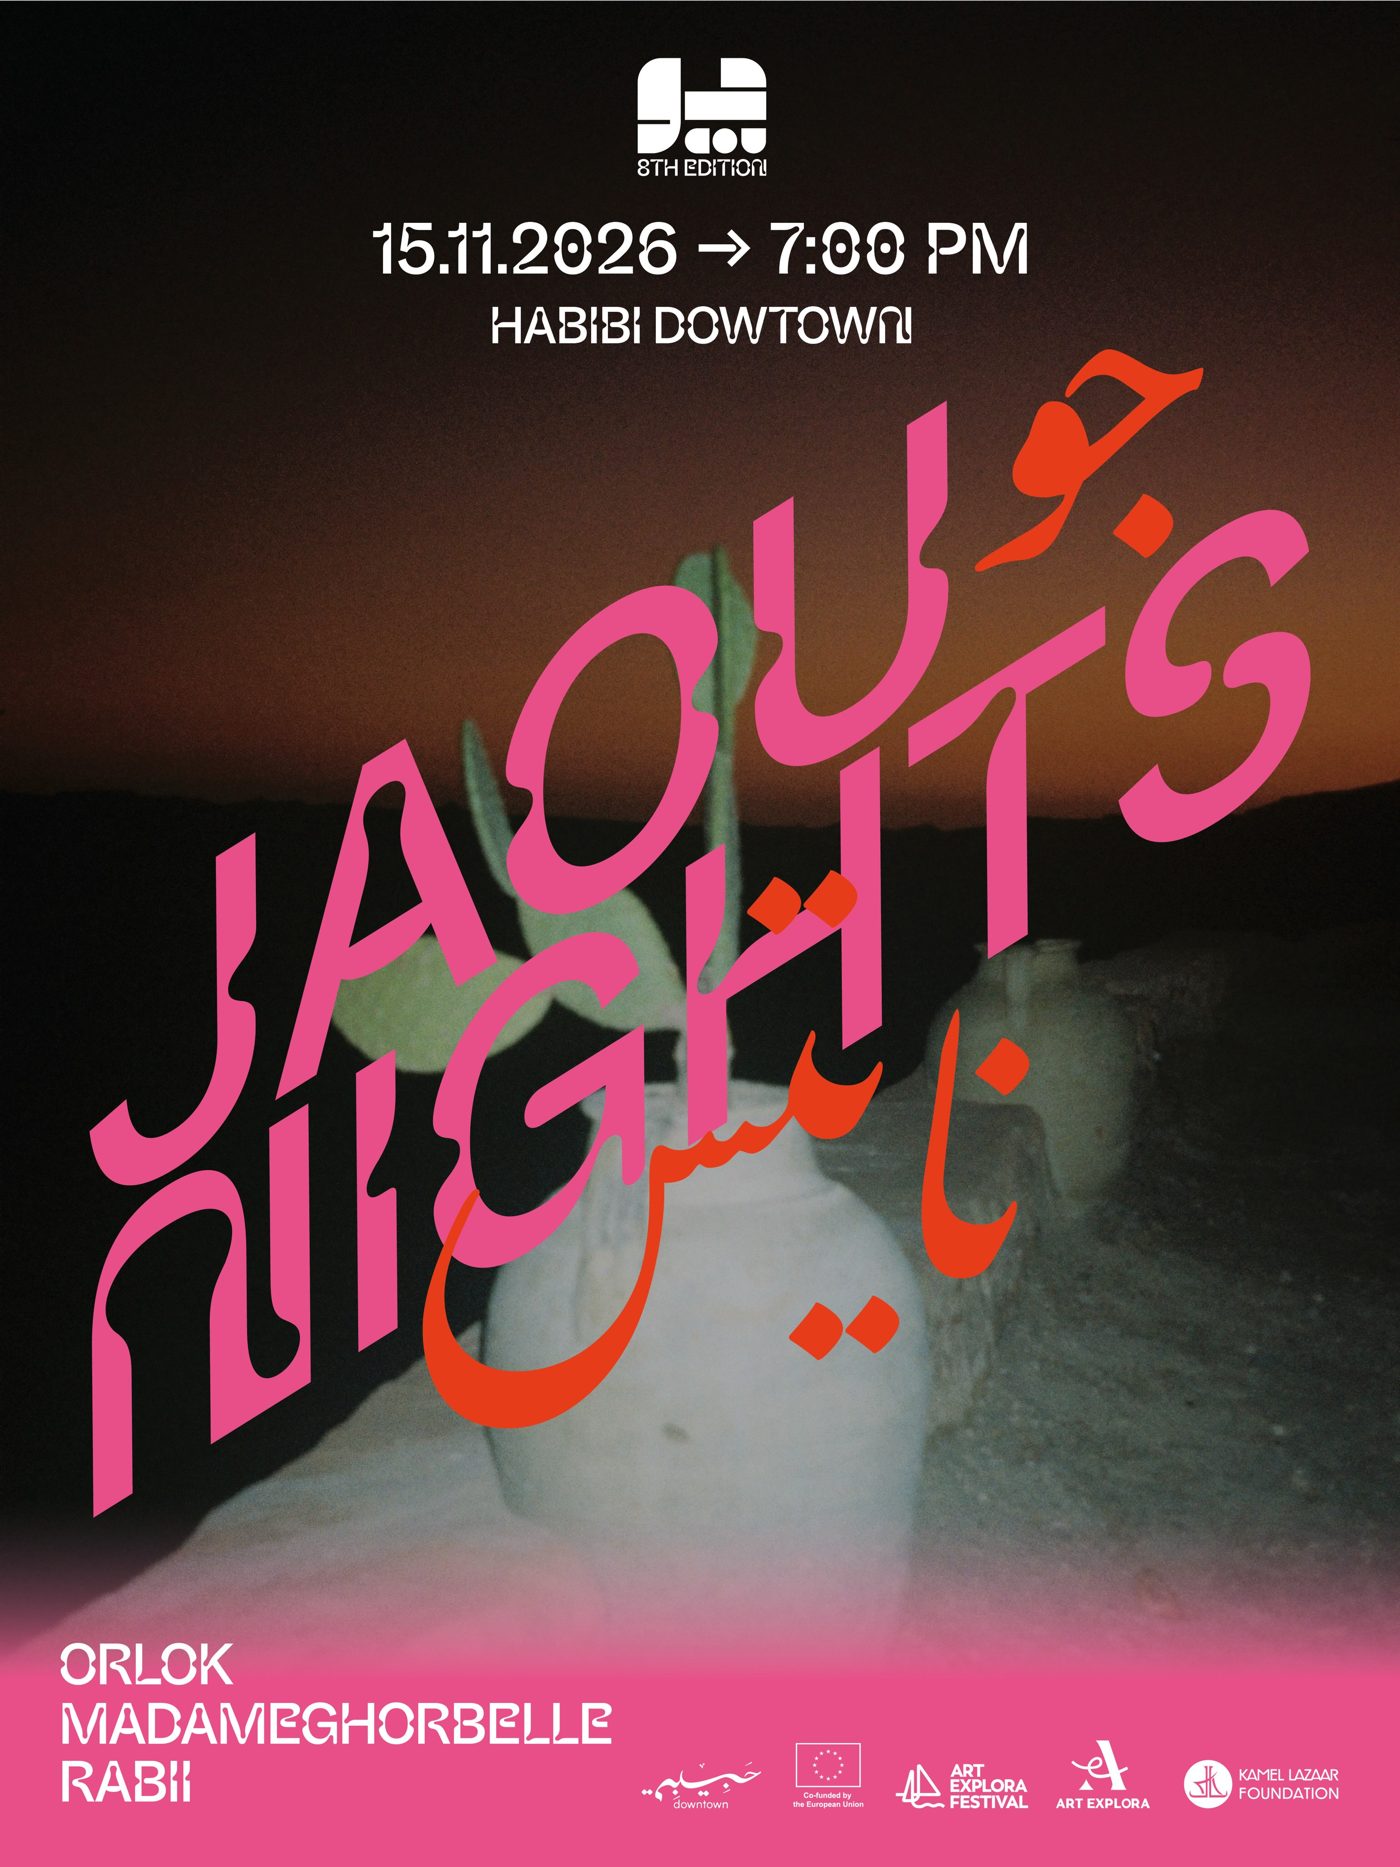 8TH EDITION
15.11.2026 → 7:00 PM
HABIBI DOWTOWN
JAOU
جو
NIGHTS
نايتس
ORLOK
MADAMEGHORBELLE
RABII
حبيبي
downtown
Co-funded by
the European Union
ART
EXPLORA
FESTIVAL
ART EXPLORA
KAMEL LAZAAR
FOUNDATION